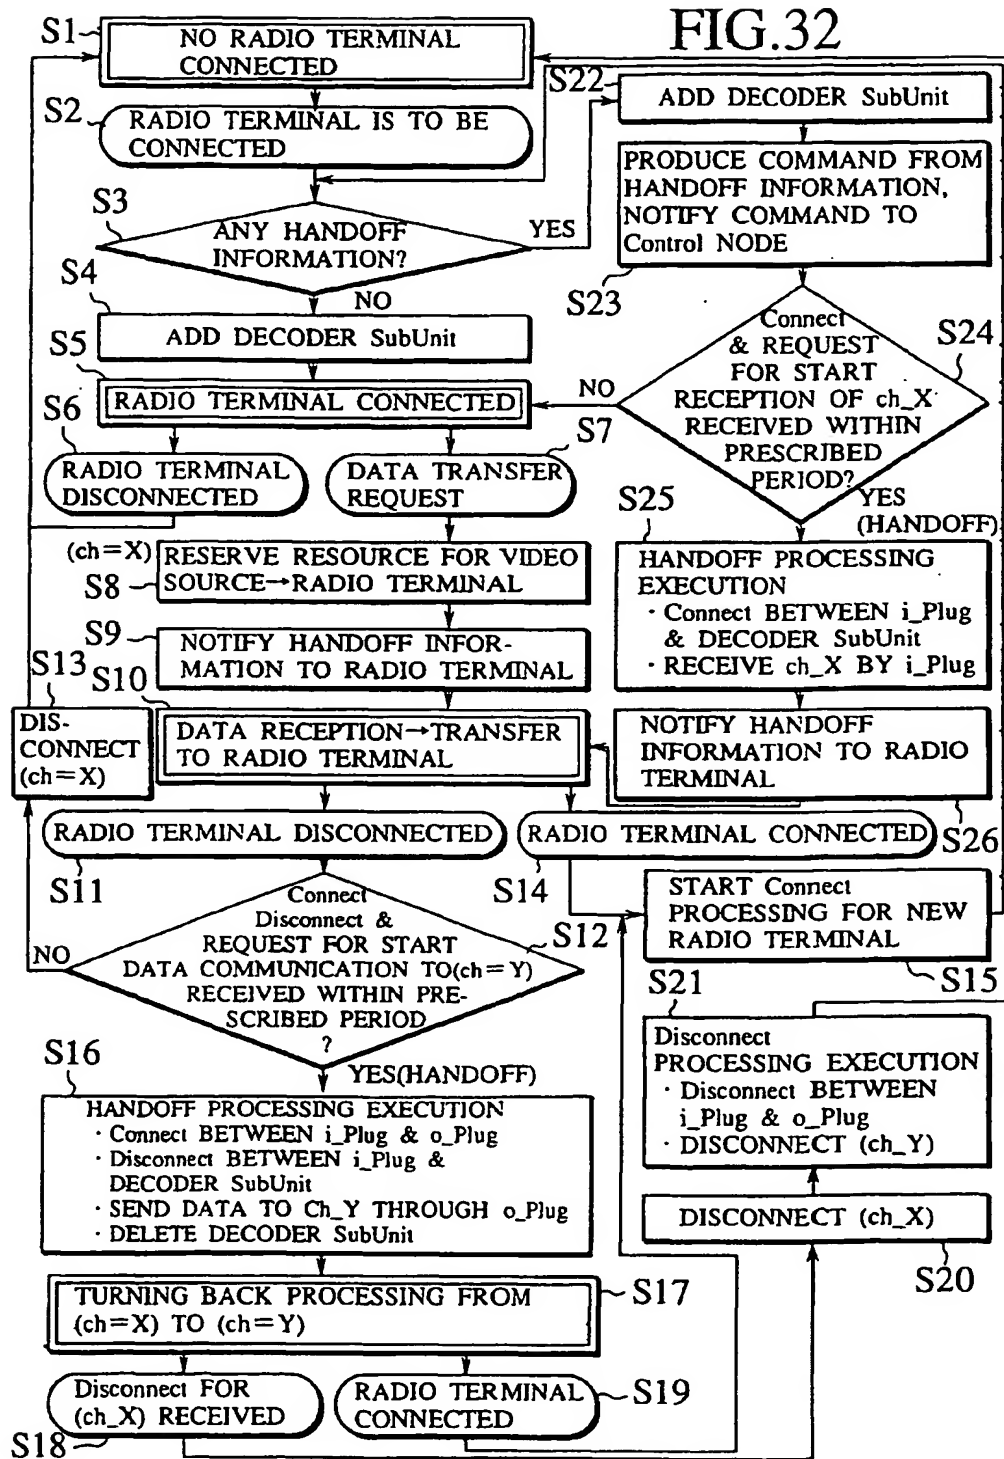 FIG.32
S1
NO RADIO TERMINAL
CONNECTED
S2
RADIO TERMINAL IS TO BE
CONNECTED
S3
ANY HANDOFF
INFORMATION?
YES
NO
S4
ADD DECODER SubUnit
S5
RADIO TERMINAL CONNECTED
S6
RADIO TERMINAL
DISCONNECTED
S7
DATA TRANSFER
REQUEST
(ch=X)
S8
RESERVE RESOURCE FOR VIDEO
SOURCE→RADIO TERMINAL
S9
NOTIFY HANDOFF INFOR-
MATION TO RADIO TERMINAL
S10
DATA RECEPTION→TRANSFER
TO RADIO TERMINAL
S13
DIS-
CONNECT
(ch=X)
RADIO TERMINAL DISCONNECTED
S11
Connect
Disconnect &
REQUEST FOR START
DATA COMMUNICATION TO(ch=Y)
RECEIVED WITHIN PRE-
SCRIBED PERIOD
?
S12
NO
YES(HANDOFF)
S16
HANDOFF PROCESSING EXECUTION
· Connect BETWEEN i_Plug & o_Plug
· Disconnect BETWEEN i_Plug &
DECODER SubUnit
· SEND DATA TO Ch_Y THROUGH o_Plug
· DELETE DECODER SubUnit
TURNING BACK PROCESSING FROM
(ch=X) TO (ch=Y)
S17
Disconnect FOR
(ch_X) RECEIVED
S18
RADIO TERMINAL
CONNECTED
S19
S22
ADD DECODER SubUnit
PRODUCE COMMAND FROM
HANDOFF INFORMATION,
NOTIFY COMMAND TO
Control NODE
S23
Connect
& REQUEST
FOR START
RECEPTION OF ch_X
RECEIVED WITHIN
PRESCRIBED
PERIOD?
S24
NO
YES
(HANDOFF)
S25
HANDOFF PROCESSING
EXECUTION
· Connect BETWEEN i_Plug
& DECODER SubUnit
· RECEIVE ch_X BY i_Plug
NOTIFY HANDOFF
INFORMATION TO RADIO
TERMINAL
S26
RADIO TERMINAL CONNECTED
S14
START Connect
PROCESSING FOR NEW
RADIO TERMINAL
S15
S21
Disconnect
PROCESSING EXECUTION
· Disconnect BETWEEN
i_Plug & o_Plug
· DISCONNECT (ch_Y)
DISCONNECT (ch_X)
S20